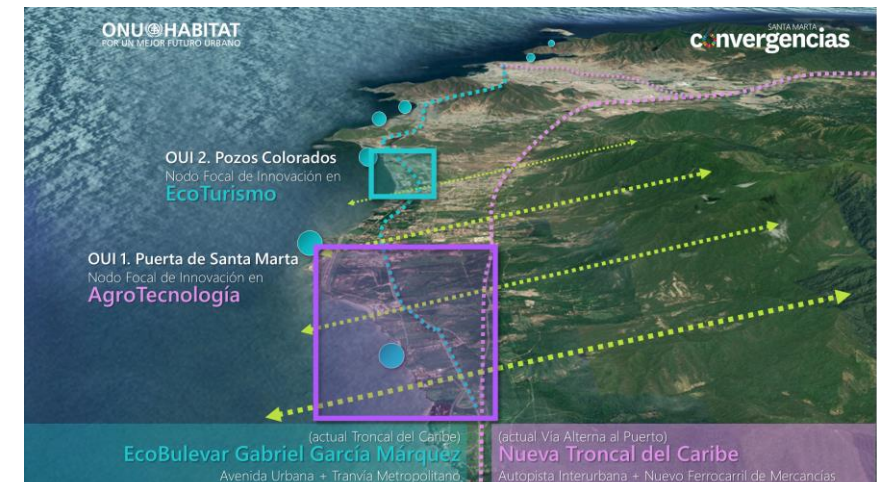 ONU HABITAT
POR UN MEJOR FUTURO URBANO
SANTA MARTA
convergencias
OUI 2. Pozos Colorados
Nodo Focal de Innovación en
EcoTurismo
OUI 1. Puerta de Santa Marta
Nodo Focal de Innovación en
AgroTecnología
(actual Troncal del Caribe)
EcoBulevar Gabriel García Márquez
Avenida Urbana + Tranvía Metropolitano
(actual Vía Alterna al Puerto)
Nueva Troncal del Caribe
Autopista Interurbana + Nuevo Ferrocarril de Mercancías